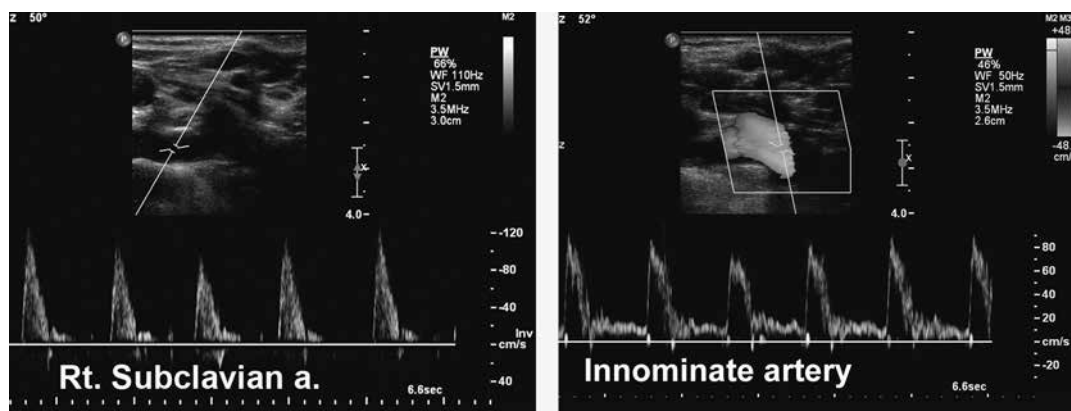 z 50°
M2
P
PW
66%
WF 110Hz
SV1.5mm
M2
3.5MHz
3.0cm
x
4.0
-120
-80
-40
Inv
cm/s
40
Rt. Subclavian a.
6.6sec
z 52°
M2 M3
+48
P
PW
46%
WF 50Hz
SV1.5mm
M2
3.5MHz
2.6cm
z
x
-48.
cm/
4.0
80
60
40
20
cm/s
-20
Innominate artery
6.6sec